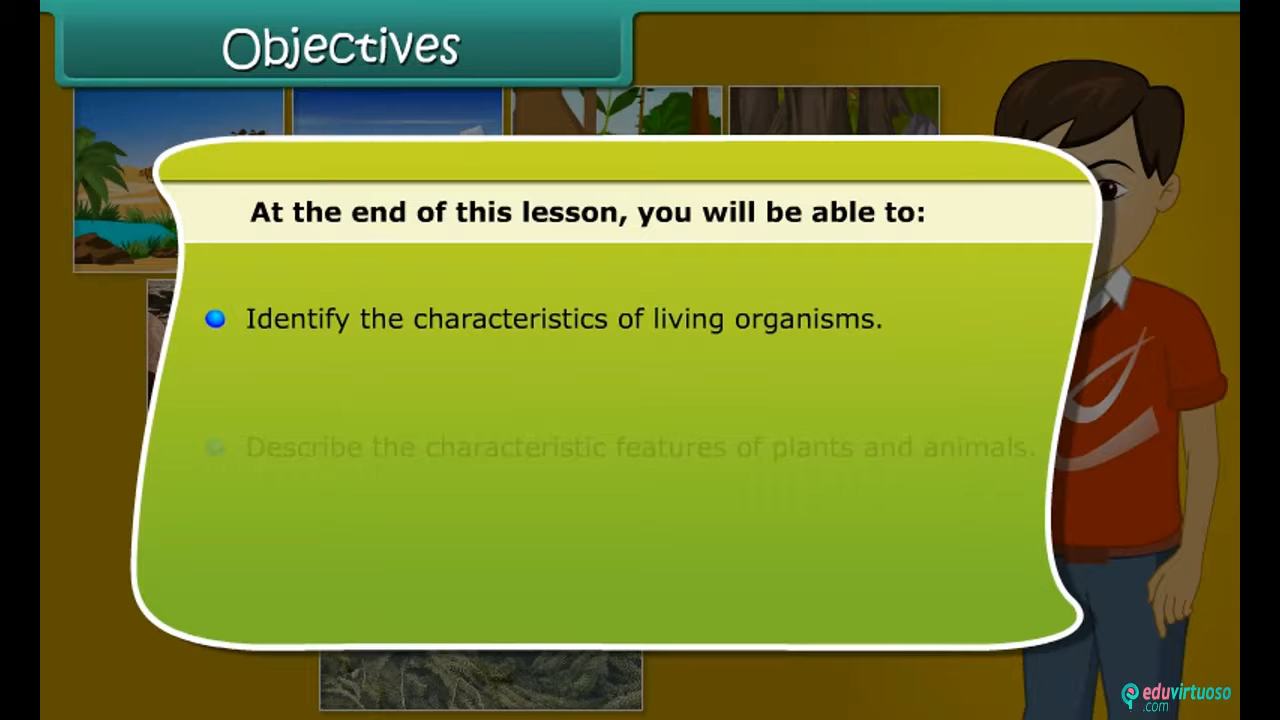 Objectives
At the end of this lesson, you will be able to:
Identify the characteristics of living organisms.
Describe the characteristic features of plants and animals.
eduvirtuoso
.com